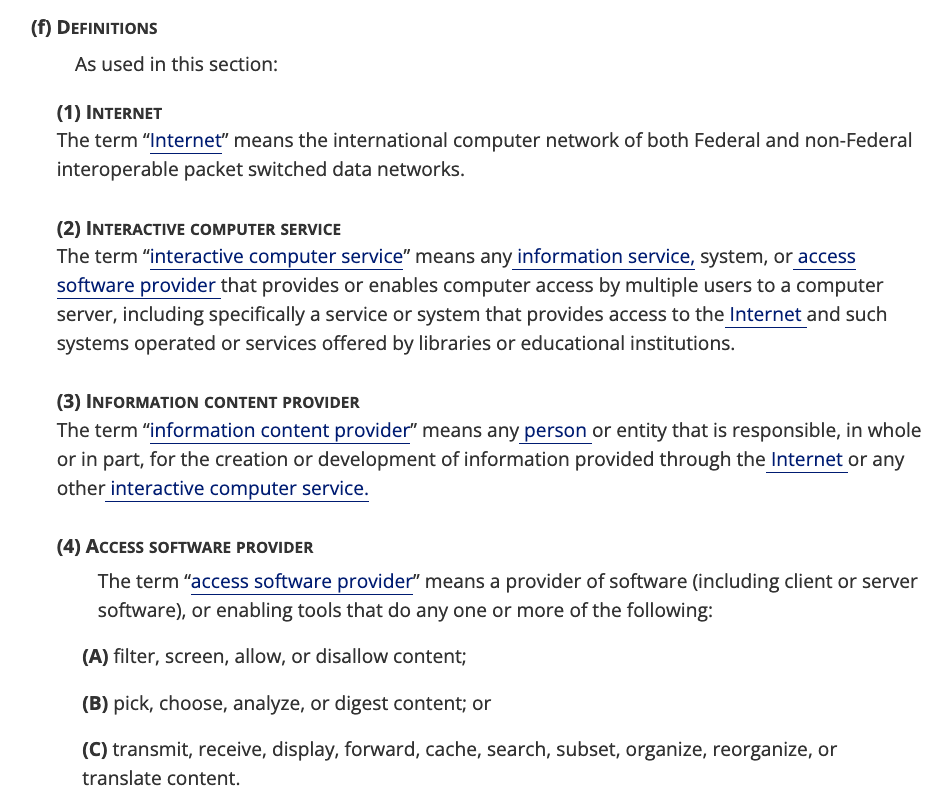 (f) DEFINITIONS
As used in this section:
(1) INTERNET
The term “Internet” means the international computer network of both Federal and non-Federal
interoperable packet switched data networks.
(2) INTERACTIVE COMPUTER SERVICE
The term “interactive computer service” means any information service, system, or access
software provider that provides or enables computer access by multiple users to a computer
server, including specifically a service or system that provides access to the Internet and such
systems operated or services offered by libraries or educational institutions.
(3) INFORMATION CONTENT PROVIDER
The term “information content provider” means any person or entity that is responsible, in whole
or in part, for the creation or development of information provided through the Internet or any
other interactive computer service.
(4) ACCESS SOFTWARE PROVIDER
The term “access software provider” means a provider of software (including client or server
software), or enabling tools that do any one or more of the following:
(A) filter, screen, allow, or disallow content;
(B) pick, choose, analyze, or digest content; or
(C) transmit, receive, display, forward, cache, search, subset, organize, reorganize, or
translate content.